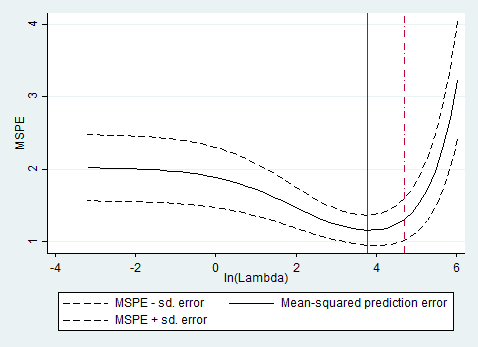 4
3
2
1
MSPE
-4 -2 0 2 4 6
ln(Lambda)
MSPE - sd. error Mean-squared prediction error
MSPE + sd. error